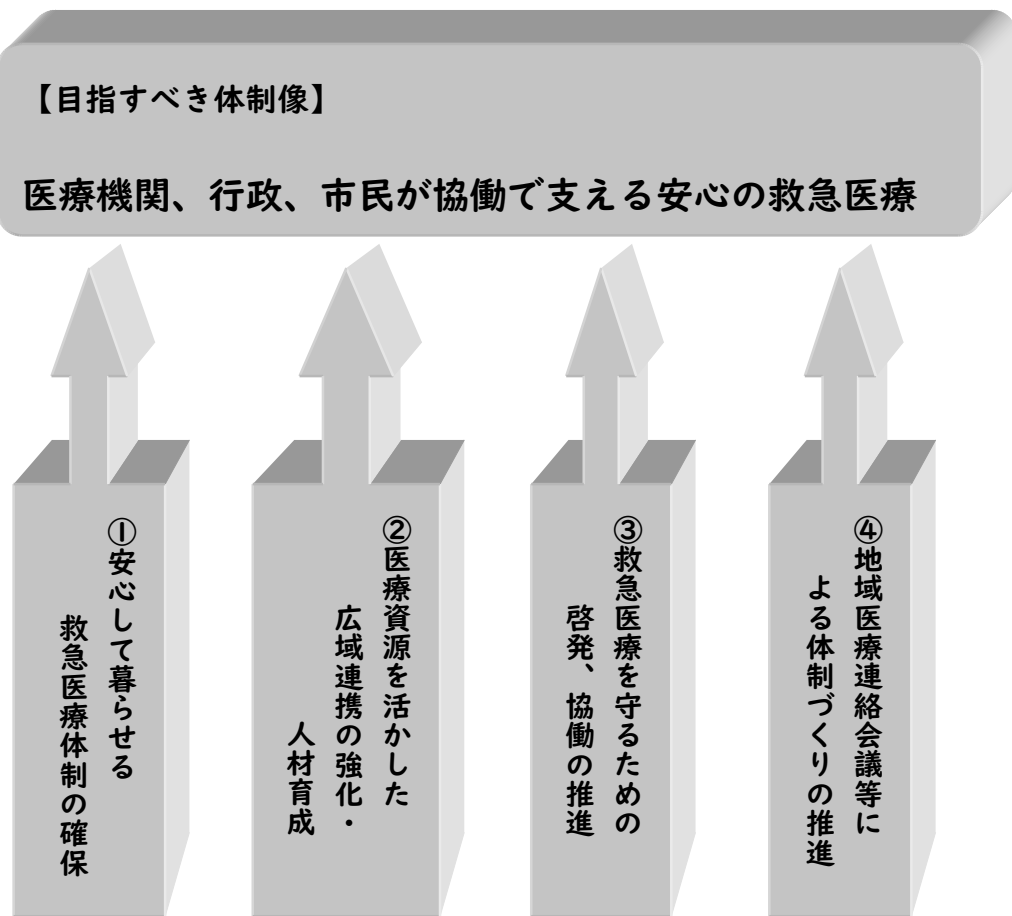 【目指すべき体制像】
医療機関、行政、市民が協働で支える安心の救急医療
①安心して暮らせる
救急医療体制の確保
②医療資源を活かした
広域連携の強化・
人材育成
③救急医療を守るための
啓発、協働の推進
④地域医療連絡会議等に
よる体制づくりの推進